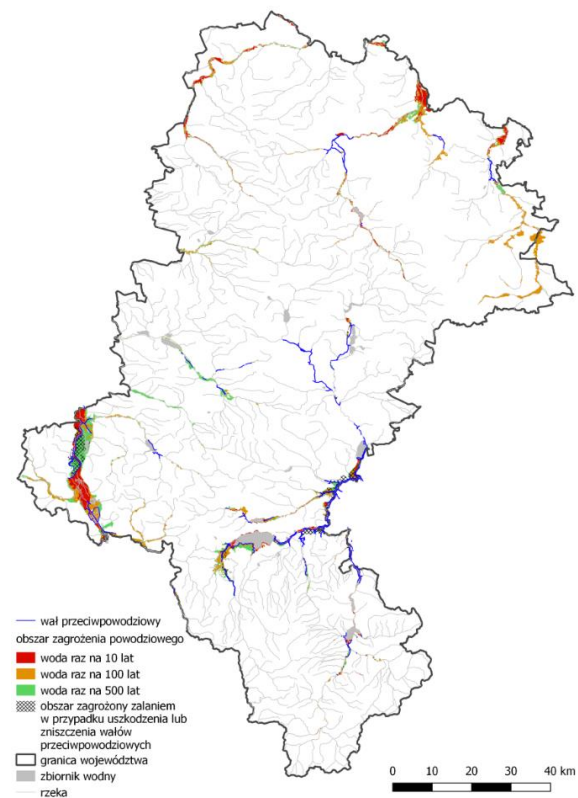 wał przeciwpowodziowy
obszar zagrożenia powodziowego
woda raz na 10 lat
woda raz na 100 lat
woda raz na 500 lat
obszar zagrożony zalaniem
w przypadku uszkodzenia lub
zniszczenia wałów
przeciwpowodziowych
granica województwa
zbiornik wodny
rzeka
0 10 20 30 40 km